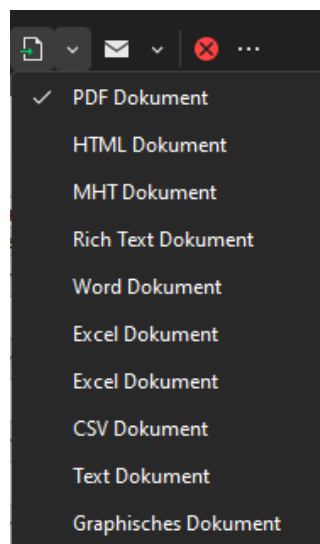 PDF Dokument
HTML Dokument
MHT Dokument
Rich Text Dokument
Word Dokument
Excel Dokument
Excel Dokument
CSV Dokument
Text Dokument
Graphisches Dokument